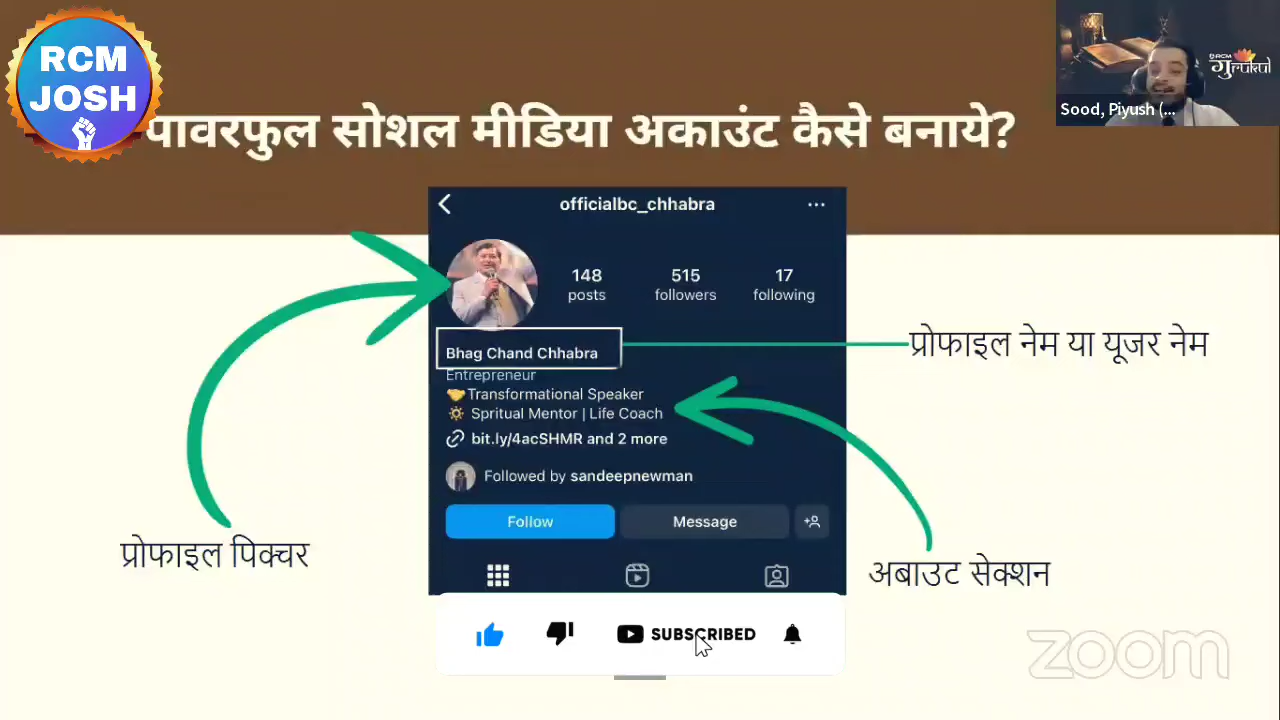 RCM
JOSH
पावरफुल सोशल मीडिया अकाउंट कैसे बनाये?
RCM
गुरुkul
Sood, Piyush (...
officialbc_chhabra
148
posts
515
followers
17
following
Bhag Chand Chhabra
Entrepreneur
Transformational Speaker
Spritual Mentor | Life Coach
bit.ly/4acSHMR and 2 more
Followed by sandeepnewman
Follow
Message
प्रोफाइल नेम या यूजर नेम
प्रोफाइल पिक्चर
अबाउट सेक्शन
SUBSCRIBED
zoom